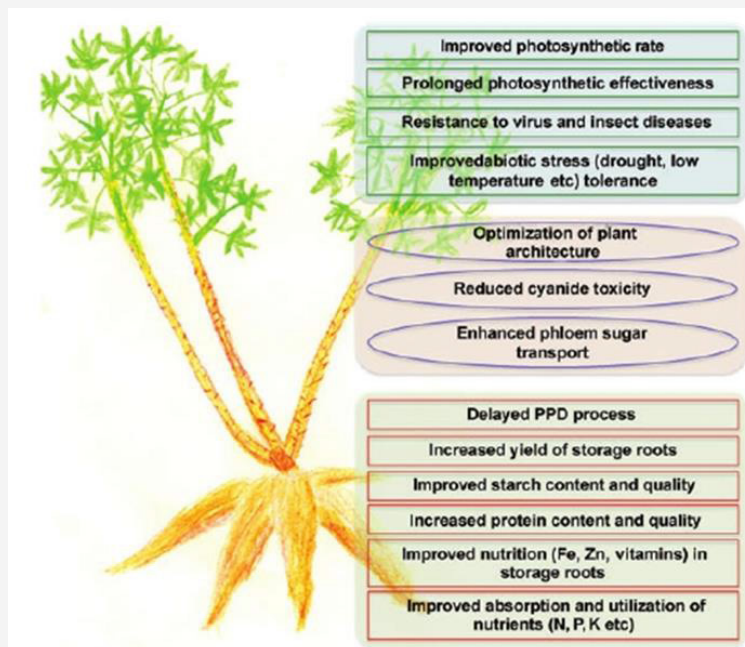 Improved photosynthetic rate
Prolonged photosynthetic effectiveness
Resistance to virus and insect diseases
Improvedabiotic stress (drought, low
temperature etc) tolerance
Optimization of plant
architecture
Reduced cyanide toxicity
Enhanced phloem sugar
transport
Delayed PPD process
Increased yield of storage roots
Improved starch content and quality
Increased protein content and quality
Improved nutrition (Fe, Zn, vitamins) in
storage roots
Improved absorption and utilization of
nutrients (N, P, K etc)